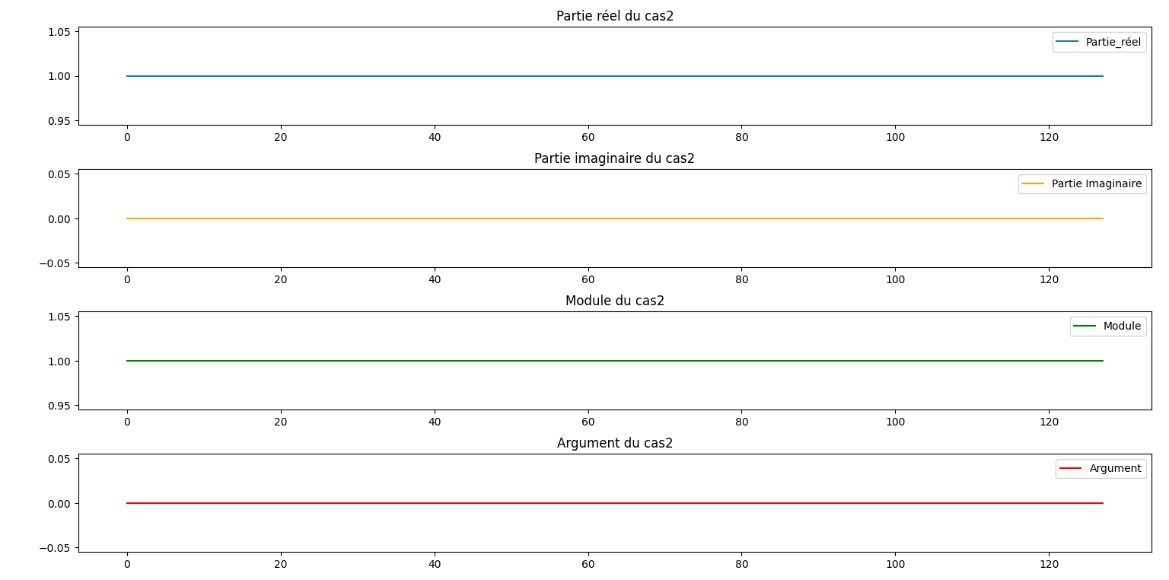 Partie réel du cas2
1.05
1.00
0.95
Partie_réel
0 20 40 60 80 100 120
Partie imaginaire du cas2
0.05
0.00
−0.05
Partie Imaginaire
0 20 40 60 80 100 120
Module du cas2
1.05
1.00
0.95
Module
0 20 40 60 80 100 120
Argument du cas2
0.05
0.00
−0.05
Argument
0 20 40 60 80 100 120